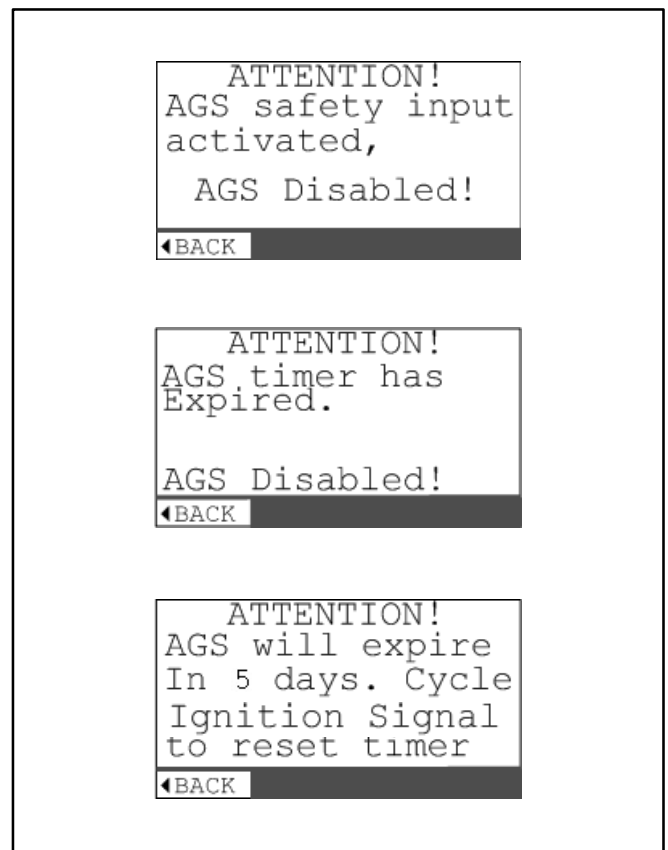 ATTENTION!
AGS safety input
activated,
AGS Disabled!
BACK
ATTENTION!
AGS timer has
Expired.
AGS Disabled!
BACK
ATTENTION!
AGS will expire
In 5 days. Cycle
Ignition Signal
to reset timer
BACK